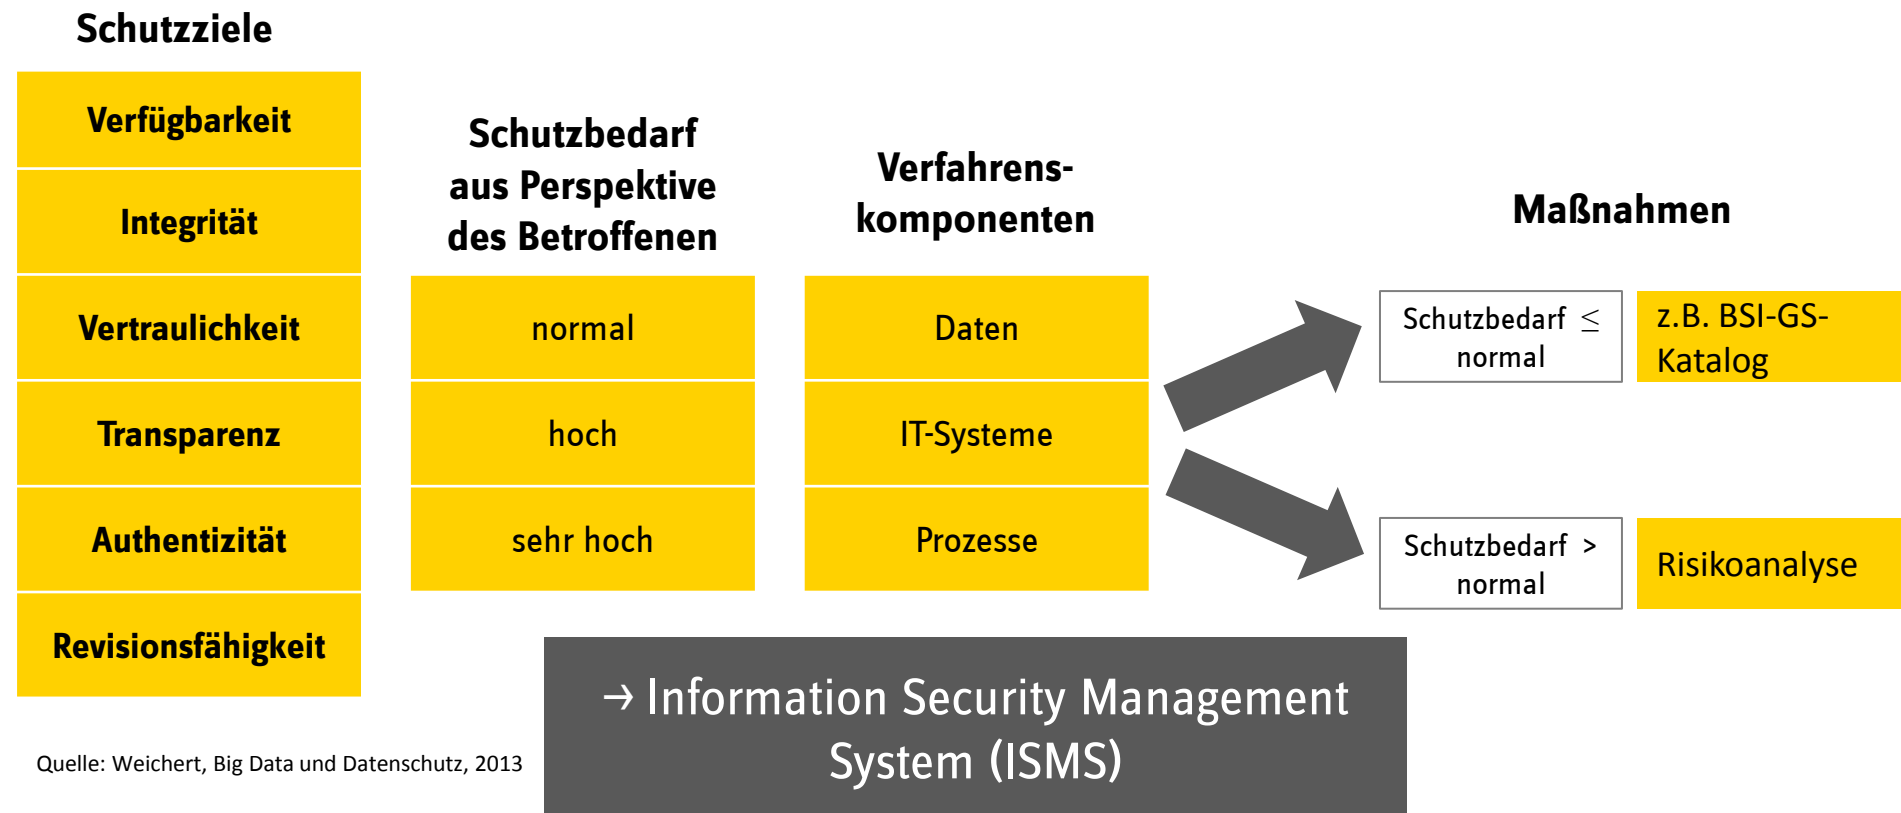 Schutzziele
Verfügbarkeit
Integrität
Vertraulichkeit
Transparenz
Authentizität
Revisionsfähigkeit
Schutzbedarf
aus Perspektive
des Betroffenen
normal
hoch
sehr hoch
Verfahrens-
komponenten
Daten
IT-Systeme
Prozesse
Maßnahmen
Schutzbedarf ≤
normal
z.B. BSI-GS-
Katalog
Schutzbedarf >
normal
Risikoanalyse
→ Information Security Management
System (ISMS)
Quelle: Weichert, Big Data und Datenschutz, 2013